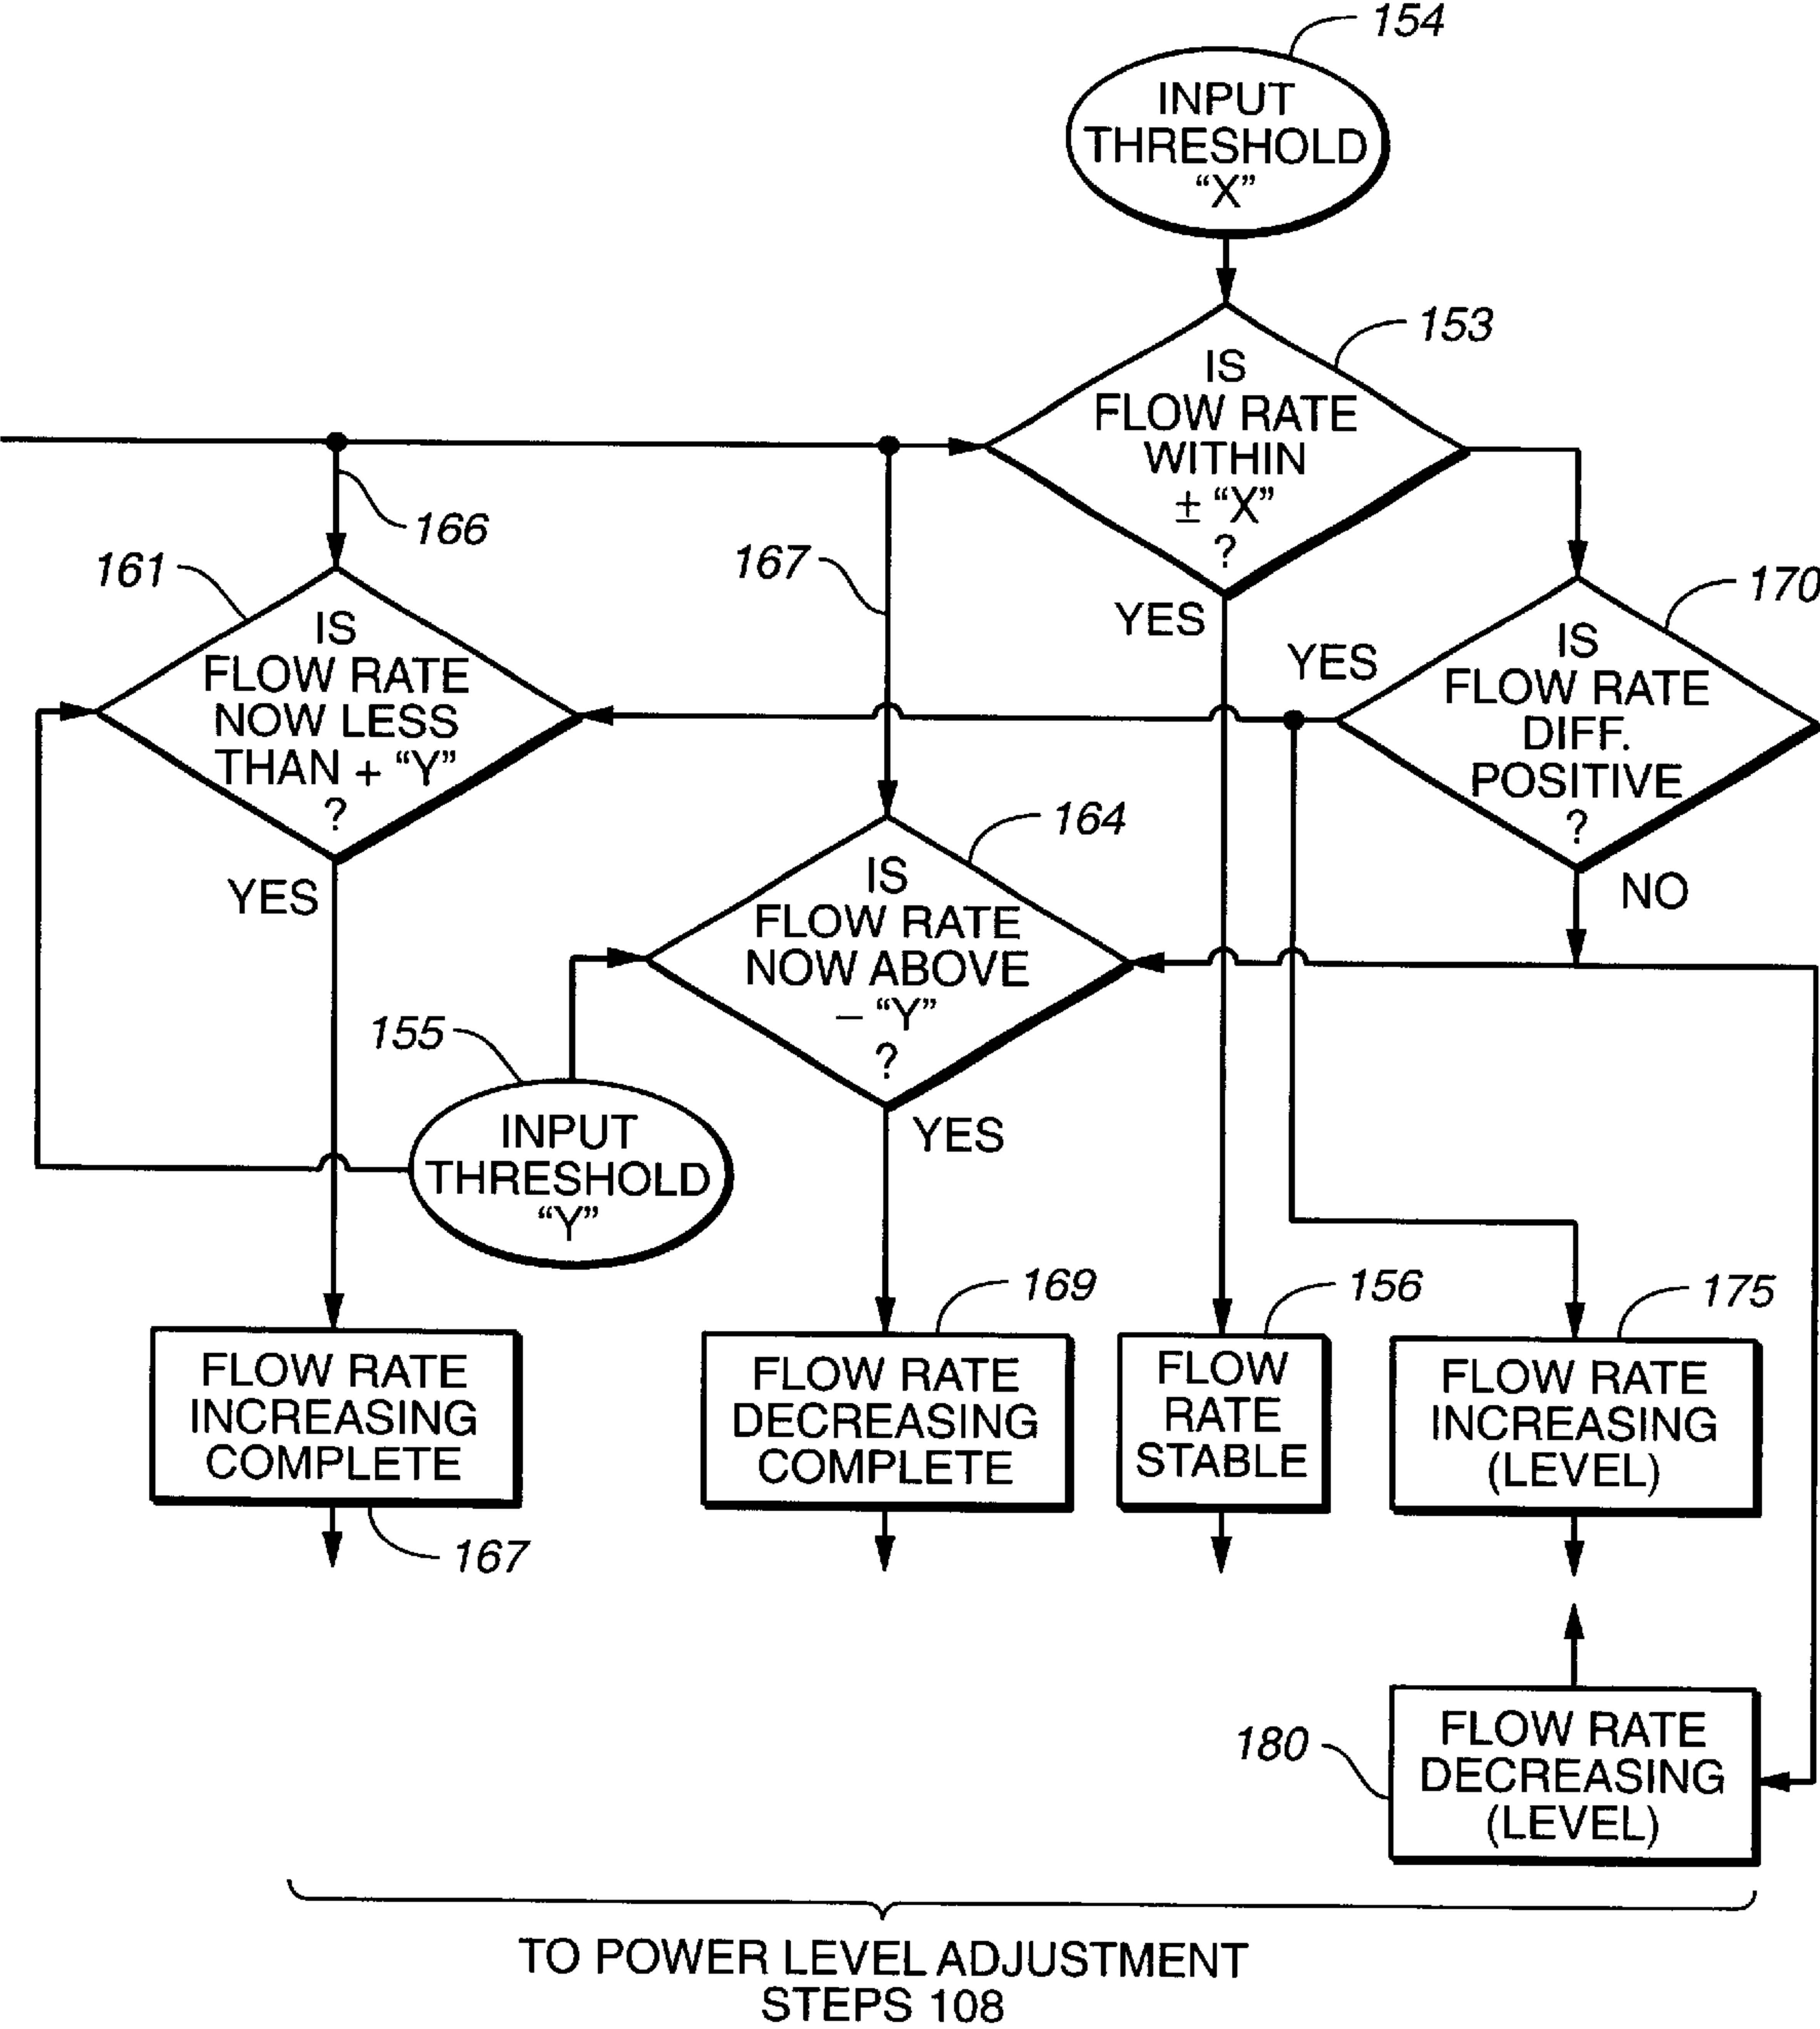 154
INPUT
THRESHOLD
“X”
153
IS
FLOW RATE
WITHIN
± “X”
?
YES
166
167
161
IS
FLOW RATE
NOW LESS
THAN + “Y”
?
YES
170
IS
FLOW RATE
DIFF.
POSITIVE
?
YES
NO
164
IS
FLOW RATE
NOW ABOVE
– “Y”
?
YES
155
INPUT
THRESHOLD
“Y”
FLOW RATE
INCREASING
COMPLETE
167
169
FLOW RATE
DECREASING
COMPLETE
156
FLOW
RATE
STABLE
175
FLOW RATE
INCREASING
(LEVEL)
180
FLOW RATE
DECREASING
(LEVEL)
TO POWER LEVEL ADJUSTMENT
STEPS 108